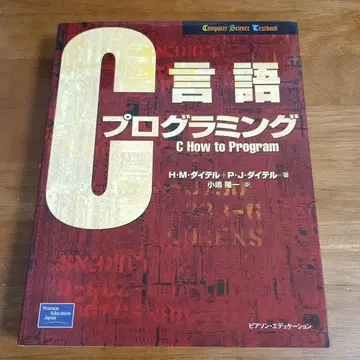 Computer Science Textbook
C言語
プログラミング
C How to Program
H・M・ダイテル+P・J・ダイテル 著
小嶋 隆一 訳
Pearson Education
Japan
ピアソン・エデュケーション